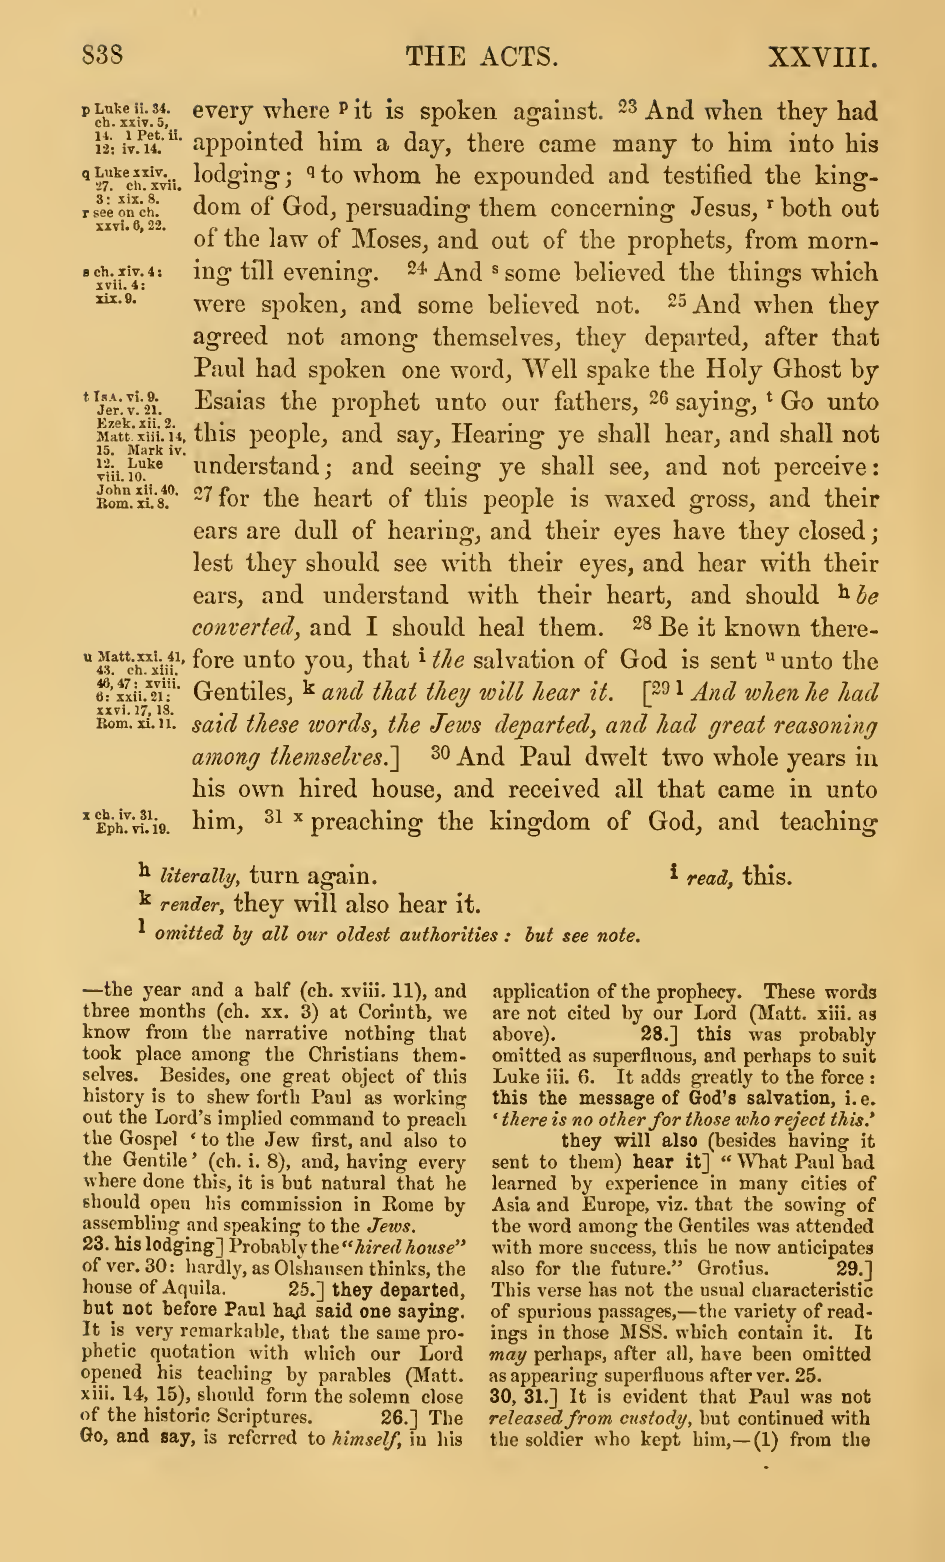 838 THE ACTS. XXVIII.
p Luke ii. 34.
ch. xxiv. 5,
14. 1 Pet. ii.
12: iv. 14.
q Luke xxiv.
27. ch. xvii.
3: xix. 8.
r see on ch.
xxvi. 6, 22.
s ch. xiv. 4:
xvii. 4:
xix. 9.
t ISA. vi. 9.
Jer. v. 21.
Ezek. xii. 2.
Matt. xiii. 14,
15. Mark iv.
12. Luke
viii. 10.
John xii. 40.
Rom. xi. 8.
u Matt. xxi. 41,
43. ch. xiii.
46, 47: xviii.
6: xxii. 21:
xxvi. 17, 18.
Rom. xi. 11.
x ch. iv. 31.
Eph. vi. 19.
every where p it is spoken against. 23 And when they had
appointed him a day, there came many to him into his
lodging; q to whom he expounded and testified the king-
dom of God, persuading them concerning Jesus, r both out
of the law of Moses, and out of the prophets, from morn-
ing till evening. 24 And s some believed the things which
were spoken, and some believed not. 25 And when they
agreed not among themselves, they departed, after that
Paul had spoken one word, Well spake the Holy Ghost by
Esaias the prophet unto our fathers, 26 saying, t Go unto
this people, and say, Hearing ye shall hear, and shall not
understand; and seeing ye shall see, and not perceive:
27 for the heart of this people is waxed gross, and their
ears are dull of hearing, and their eyes have they closed;
lest they should see with their eyes, and hear with their
ears, and understand with their heart, and should h be
converted, and I should heal them. 28 Be it known there-
fore unto you, that i the salvation of God is sent u unto the
Gentiles, k and that they will hear it. [29 l And when he had
said these words, the Jews departed, and had great reasoning
among themselves.] 30 And Paul dwelt two whole years in
his own hired house, and received all that came in unto
him, 31 x preaching the kingdom of God, and teaching
h literally, turn again. i read, this.
k render, they will also hear it.
l omitted by all our oldest authorities: but see note.
—the year and a half (ch. xviii. 11), and
three months (ch. xx. 3) at Corinth, we
know from the narrative nothing that
took place among the Christians them-
selves. Besides, one great object of this
history is to shew forth Paul as working
out the Lord's implied command to preach
the Gospel ‘to the Jew first, and also to
the Gentile’ (ch. i. 8), and, having every
where done this, it is but natural that he
should open his commission in Rome by
assembling and speaking to the Jews.
23. his lodging] Probably the “hired house”
of ver. 30: hardly, as Olshausen thinks, the
house of Aquila. 25.] they departed,
but not before Paul had said one saying.
It is very remarkable, that the same pro-
phetic quotation with which our Lord
opened his teaching by parables (Matt.
xiii. 14, 15), should form the solemn close
of the historic Scriptures. 26.] The
Go, and say, is referred to himself, in his
application of the prophecy. These words
are not cited by our Lord (Matt. xiii. as
above). 28.] this was probably
omitted as superfluous, and perhaps to suit
Luke iii. 6. It adds greatly to the force:
this the message of God's salvation, i. e.
‘there is no other for those who reject this.’
they will also (besides having it
sent to them) hear it] “What Paul had
learned by experience in many cities of
Asia and Europe, viz. that the sowing of
the word among the Gentiles was attended
with more success, this he now anticipates
also for the future.” Grotius. 29.]
This verse has not the usual characteristic
of spurious passages,—the variety of read-
ings in those MSS. which contain it. It
may perhaps, after all, have been omitted
as appearing superfluous after ver. 25.
30, 31.] It is evident that Paul was not
released from custody, but continued with
the soldier who kept him,—(1) from the